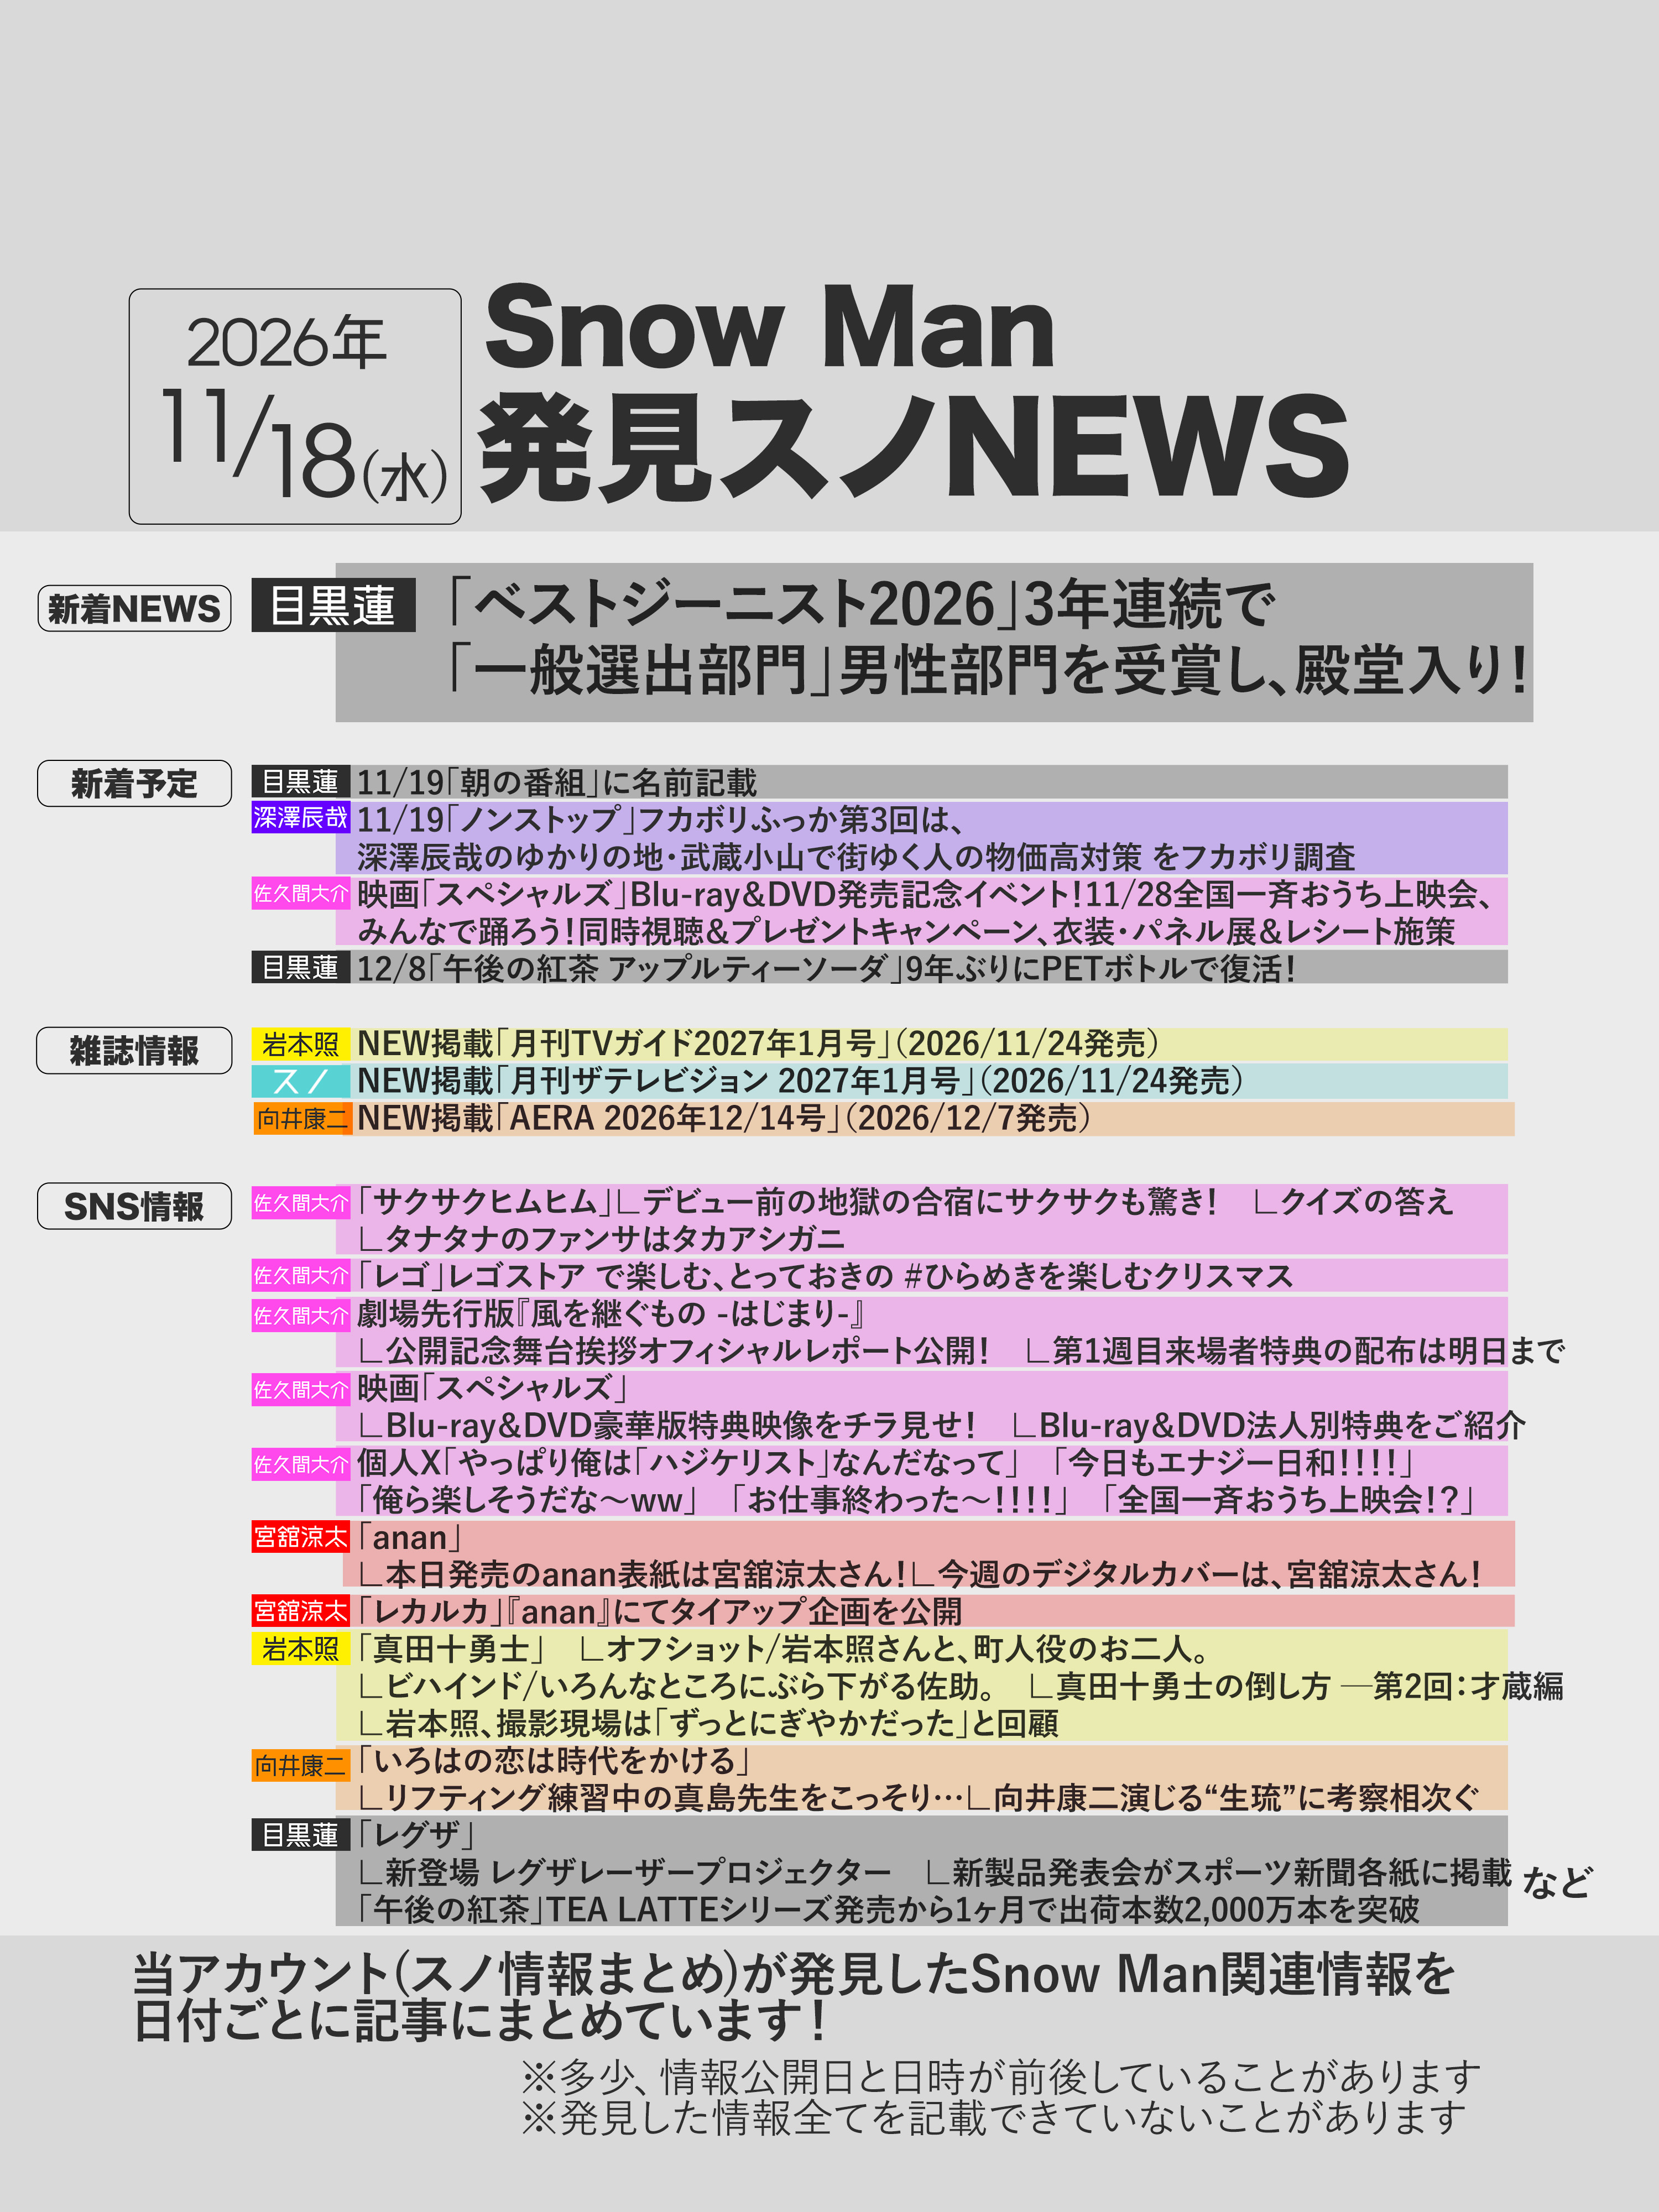 2026年
11/18(水)
Snow Man
発見スノNEWS
新着NEWS
目黒蓮
「ベストジーニスト2026」3年連続で
「一般選出部門」男性部門を受賞し、殿堂入り！
新着予定
目黒蓮 11/19「朝の番組」に名前記載
深澤辰哉 11/19「ノンストップ」フカボリふっか第3回は、
深澤辰哉のゆかりの地・武蔵小山で街ゆく人の物価高対策 をフカボリ調査
佐久間大介 映画「スペシャルズ」Blu-ray&DVD発売記念イベント！11/28全国一斉おうち上映会、
みんなで踊ろう！同時視聴&プレゼントキャンペーン、衣装・パネル展&レシート施策
目黒蓮 12/8「午後の紅茶 アップルティーソーダ」9年ぶりにPETボトルで復活！
雑誌情報
岩本照 NEW掲載「月刊TVガイド2027年1月号」（2026/11/24発売）
スノ NEW掲載「月刊ザテレビジョン 2027年1月号」（2026/11/24発売）
向井康二 NEW掲載「AERA 2026年12/14号」（2026/12/7発売）
SNS情報
佐久間大介 「サクサクヒムヒム」∟デビュー前の地獄の合宿にサクサクも驚き！　∟クイズの答え
∟タナタナのファンサはタカアシガニ
佐久間大介 「レゴ」レゴストア で楽しむ、とっておきの #ひらめきを楽しむクリスマス
佐久間大介 劇場先行版『風を継ぐもの -はじまり-』
∟公開記念舞台挨拶オフィシャルレポート公開！　∟第1週目来場者特典の配布は明日まで
佐久間大介 映画「スペシャルズ」
∟Blu-ray&DVD豪華版特典映像をチラ見せ！　∟Blu-ray&DVD法人別特典をご紹介
佐久間大介 個人X「やっぱり俺は「ハジケリスト」なんだなって」　「今日もエナジー日和！！！！」
「俺ら楽しそうだな〜ww」　「お仕事終わった〜！！！！」　「全国一斉おうち上映会！？」
宮舘涼太 「anan」
∟本日発売のanan表紙は宮舘涼太さん！∟今週のデジタルカバーは、宮舘涼太さん！
宮舘涼太 「レカルカ」『anan』にてタイアップ企画を公開
岩本照 「真田十勇士」　∟オフショット/岩本照さんと、町人役のお二人。
∟ビハインド/いろんなところにぶら下がる佐助。　∟真田十勇士の倒し方 ─第2回：才蔵編
∟岩本照、撮影現場は「ずっとにぎやかだった」と回顧
向井康二 「いろはの恋は時代をかける」
∟リフティング練習中の真島先生をこっそり…∟向井康二演じる“生琉”に考察相次ぐ
目黒蓮 「レグザ」
∟新登場 レグザレーザープロジェクター　∟新製品発表会がスポーツ新聞各紙に掲載 など
「午後の紅茶」TEA LATTEシリーズ発売から1ヶ月で出荷本数2,000万本を突破
当アカウント(スノ情報まとめ)が発見したSnow Man関連情報を
日付ごとに記事にまとめています！
※多少、情報公開日と日時が前後していることがあります
※発見した情報全てを記載できていないことがあります